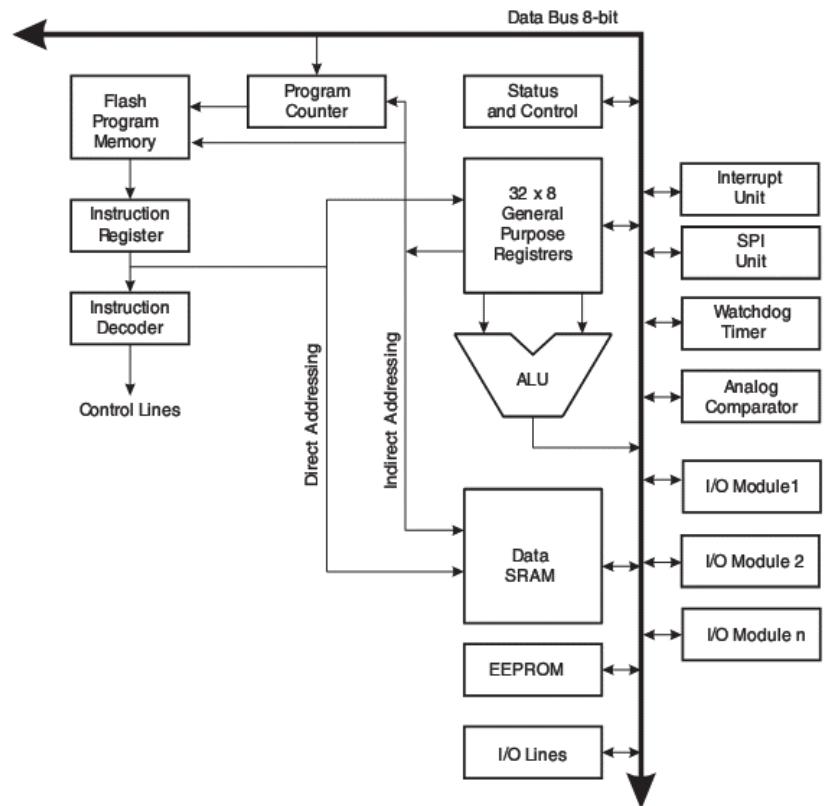 Data Bus 8-bit
Flash
Program
Memory
Program
Counter
Status
and Control
32 x 8
General
Purpose
Registrers
Interrupt
Unit
Instruction
Register
SPI
Unit
Instruction
Decoder
Watchdog
Timer
Direct Addressing
Indirect Addressing
ALU
Analog
Comparator
Control Lines
I/O Module1
Data
SRAM
I/O Module 2
I/O Module n
EEPROM
I/O Lines